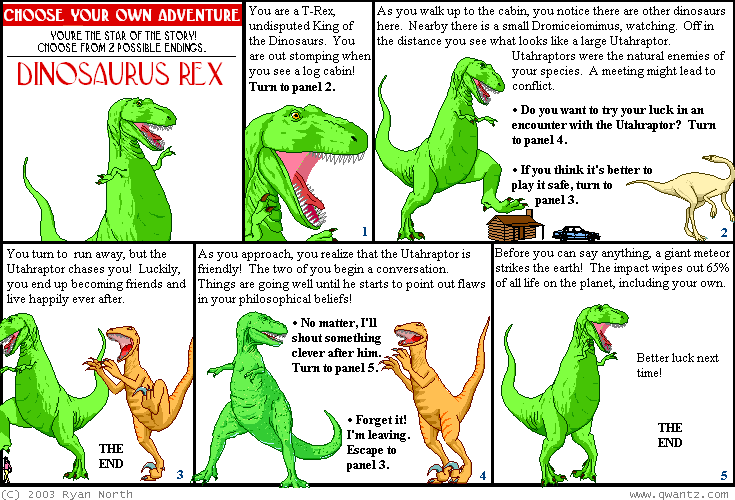 CHOOSE YOUR OWN ADVENTURE
YOU'RE THE STAR OF THE STORY!
CHOOSE FROM 2 POSSIBLE ENDINGS.
DINOSAURUS REX
You are a T-Rex,
undisputed King of
the Dinosaurs. You
are out stomping when
you see a log cabin!
Turn to panel 2.
1
As you walk up to the cabin, you notice there are other dinosaurs
here. Nearby there is a small Dromiceiomimus, watching. Off in
the distance you see what looks like a large Utahraptor.
Utahraptors were the natural enemies of
your species. A meeting might lead to
conflict.
• Do you want to try your luck in an
encounter with the Utahraptor? Turn
to panel 4.
• If you think it's better to
play it safe, turn to
panel 3.
2
You turn to run away, but the
Utahraptor chases you! Luckily,
you end up becoming friends and
live happily ever after.
THE
END
3
As you approach, you realize that the Utahraptor is
friendly! The two of you begin a conversation.
Things are going well until he starts to point out flaws
in your philosophical beliefs!
• No matter, I'll
shout something
clever after him.
Turn to panel 5.
• Forget it!
I'm leaving.
Escape to
panel 3.
4
Before you can say anything, a giant meteor
strikes the earth! The impact wipes out 65%
of all life on the planet, including your own.
Better luck next
time!
THE
END
5
(C) 2003 Ryan North
www.qwantz.com